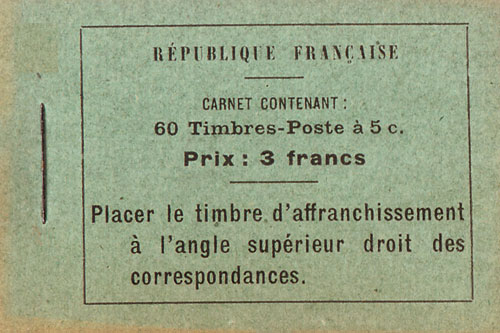 RÉPUBLIQUE FRANÇAISE
CARNET CONTENANT :
60 Timbres-Poste à 5 c.
Prix : 3 francs
Placer le timbre d'affranchissement
à l'angle supérieur droit des
correspondances.